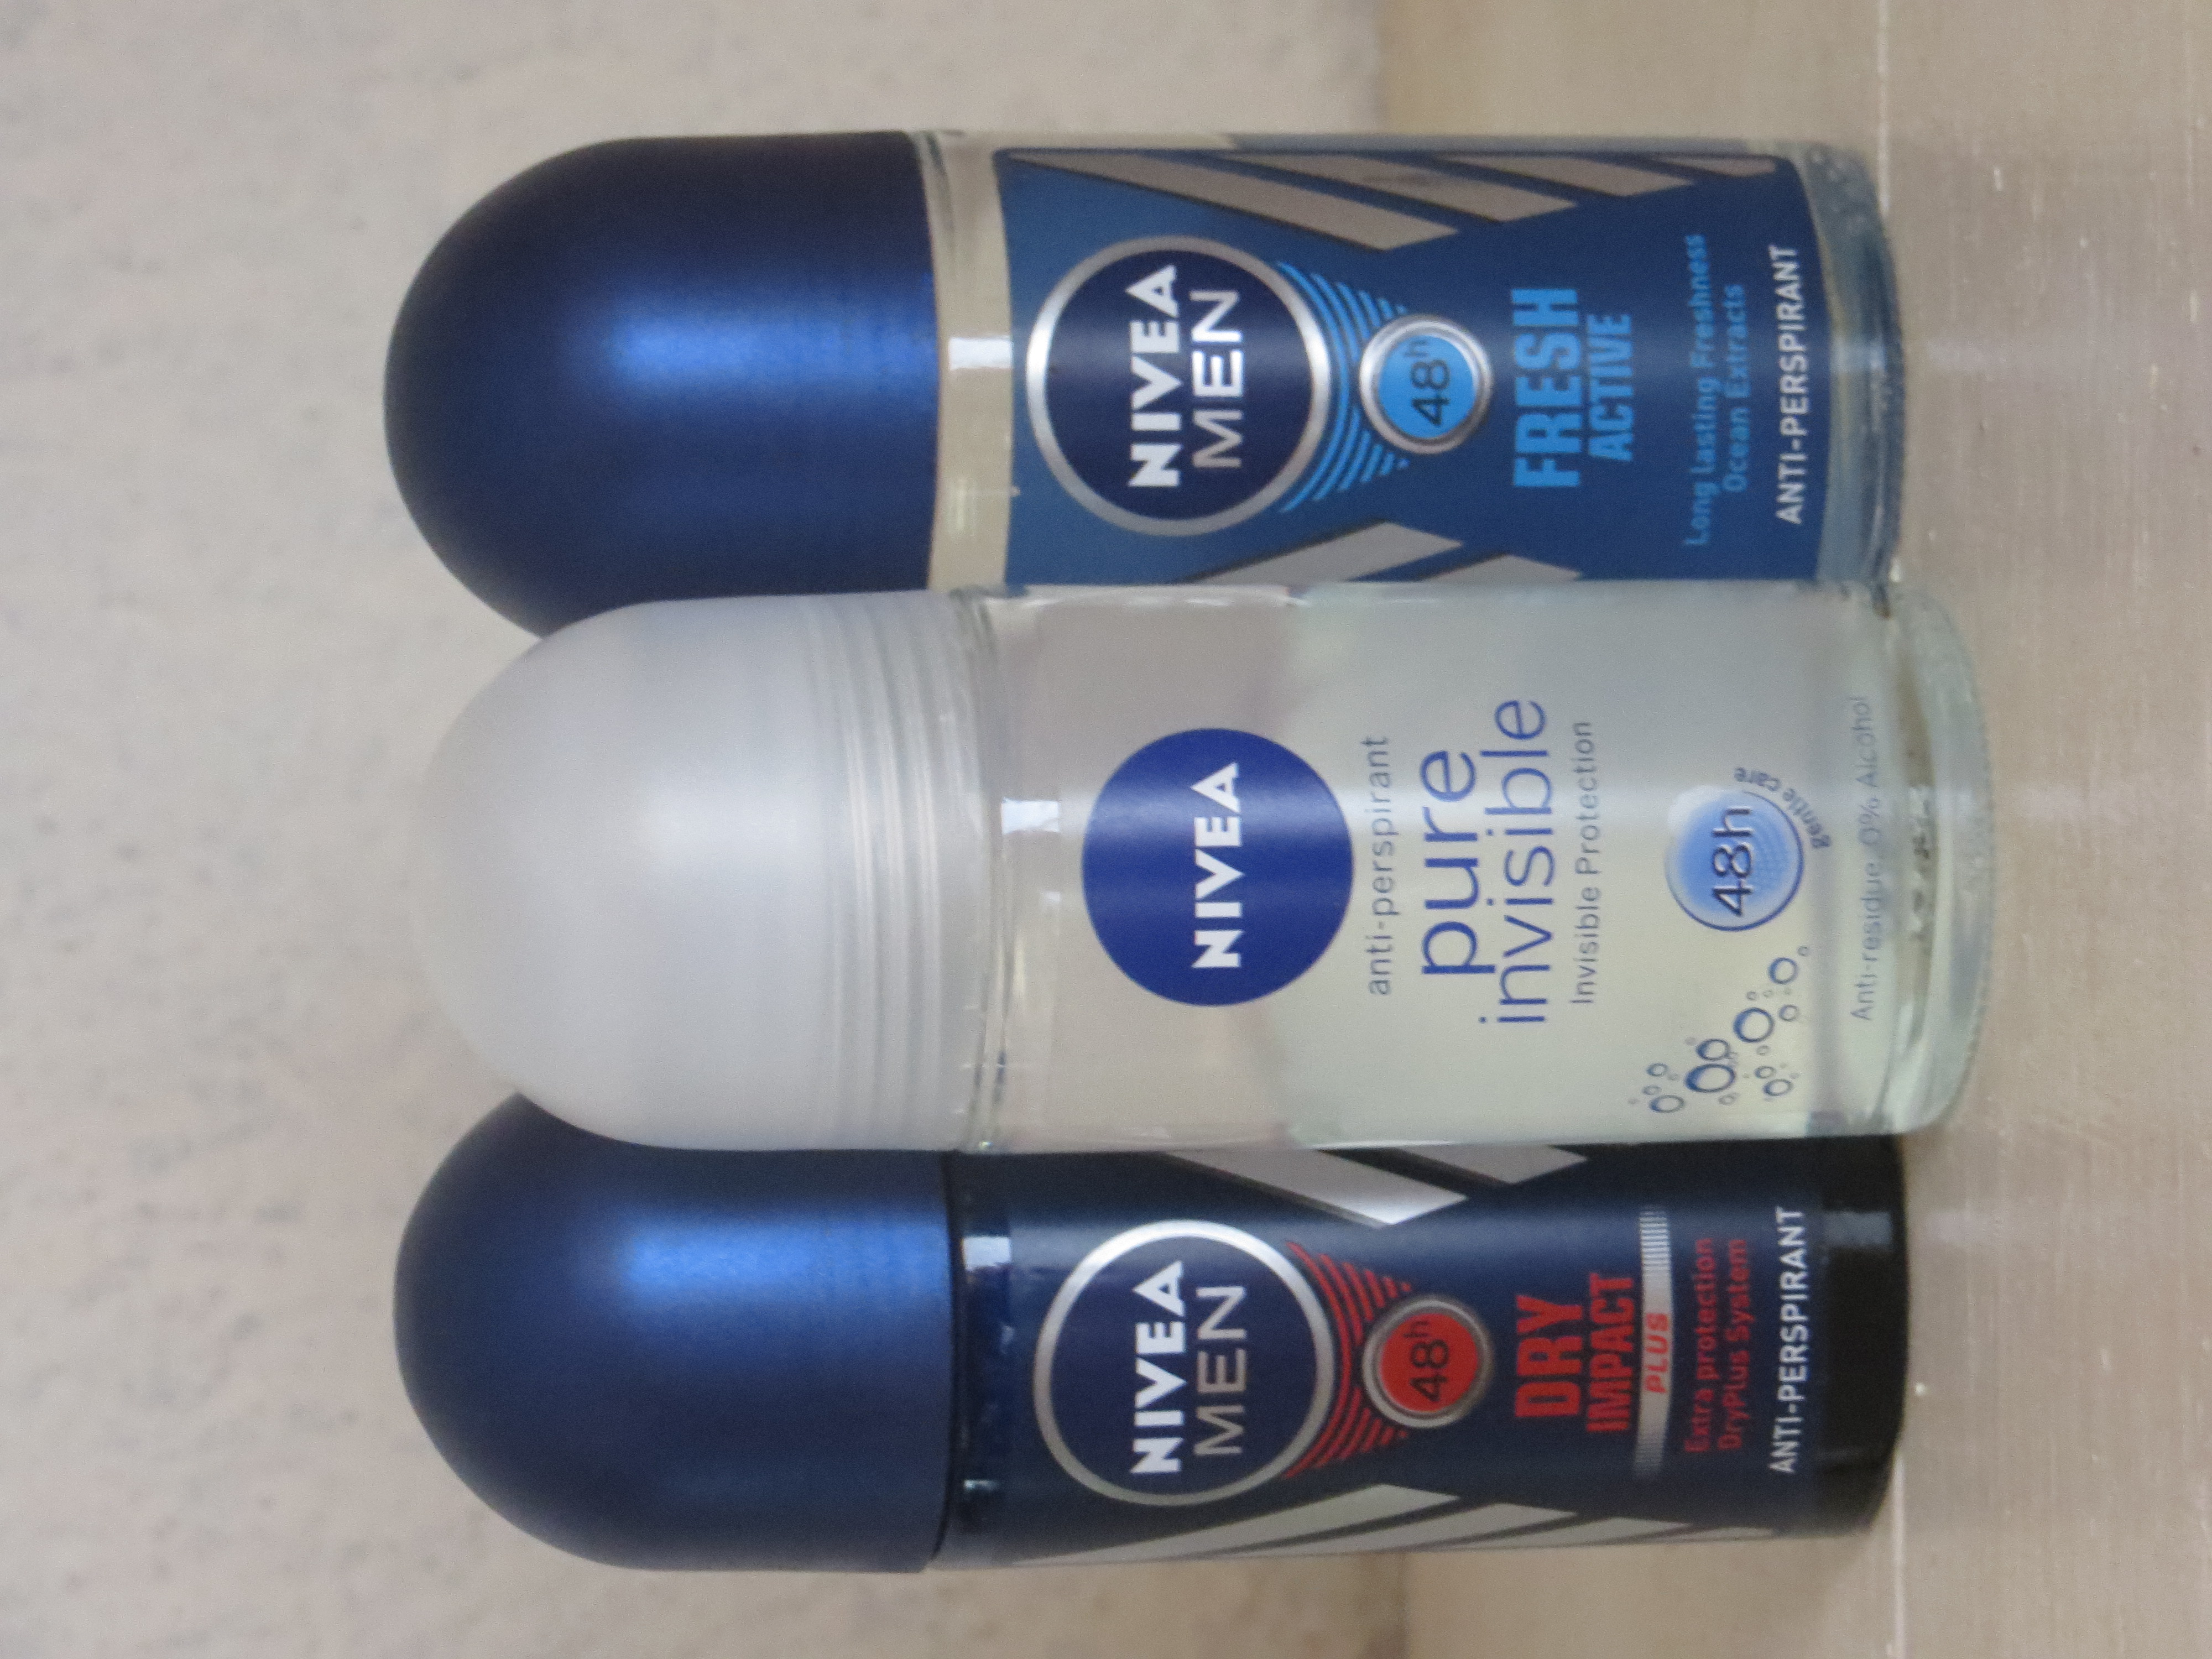 NIVEA
MEN
48h
DRY
IMPACT
PLUS
Extra protection
DryPlus System
ANTI-PERSPIRANT
NIVEA
anti-perspirant
pure
invisible
Invisible Protection
48h
gentle care
Anti-residue, 0% Alcohol
NIVEA
MEN
48h
FRESH
ACTIVE
Long lasting Freshness
Ocean Extracts
ANTI-PERSPIRANT